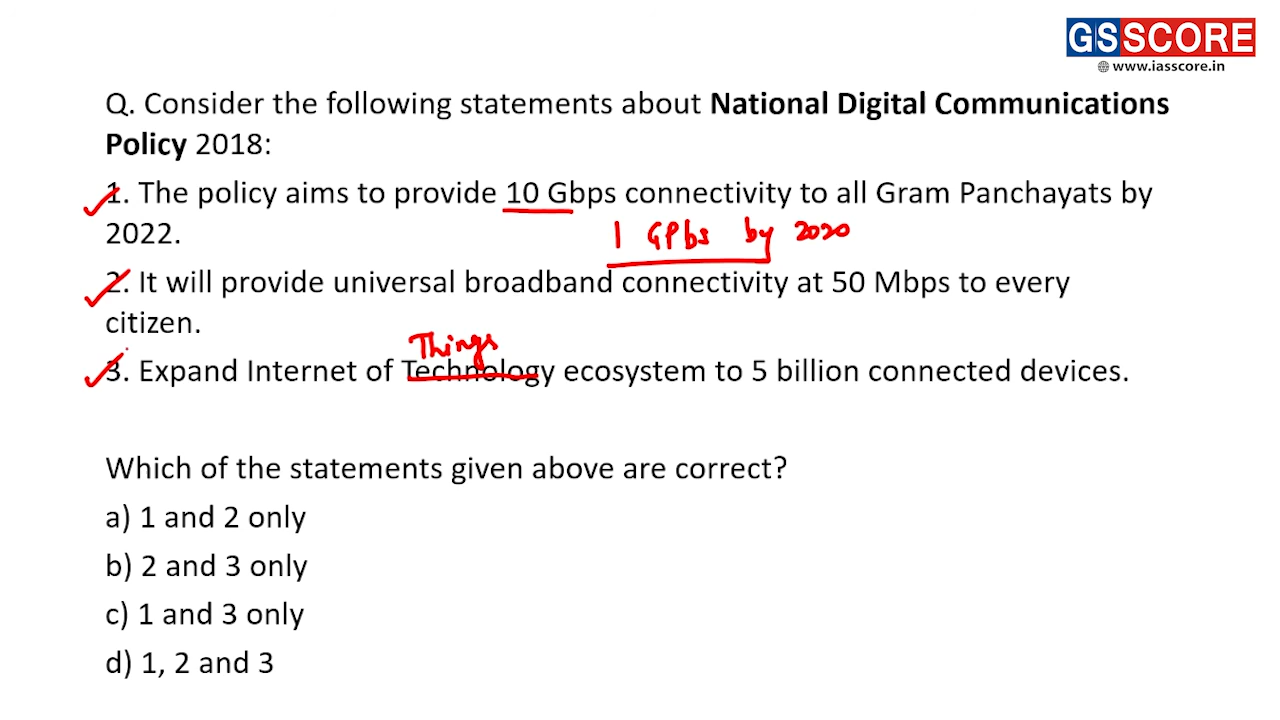 GSSCORE
www.iasscore.in
Q. Consider the following statements about National Digital Communications
Policy 2018:
1. The policy aims to provide 10 Gbps connectivity to all Gram Panchayats by
2022.
1 GPbs by 2020
2. It will provide universal broadband connectivity at 50 Mbps to every
citizen.
Things
3. Expand Internet of Technology ecosystem to 5 billion connected devices.
Which of the statements given above are correct?
a) 1 and 2 only
b) 2 and 3 only
c) 1 and 3 only
d) 1, 2 and 3